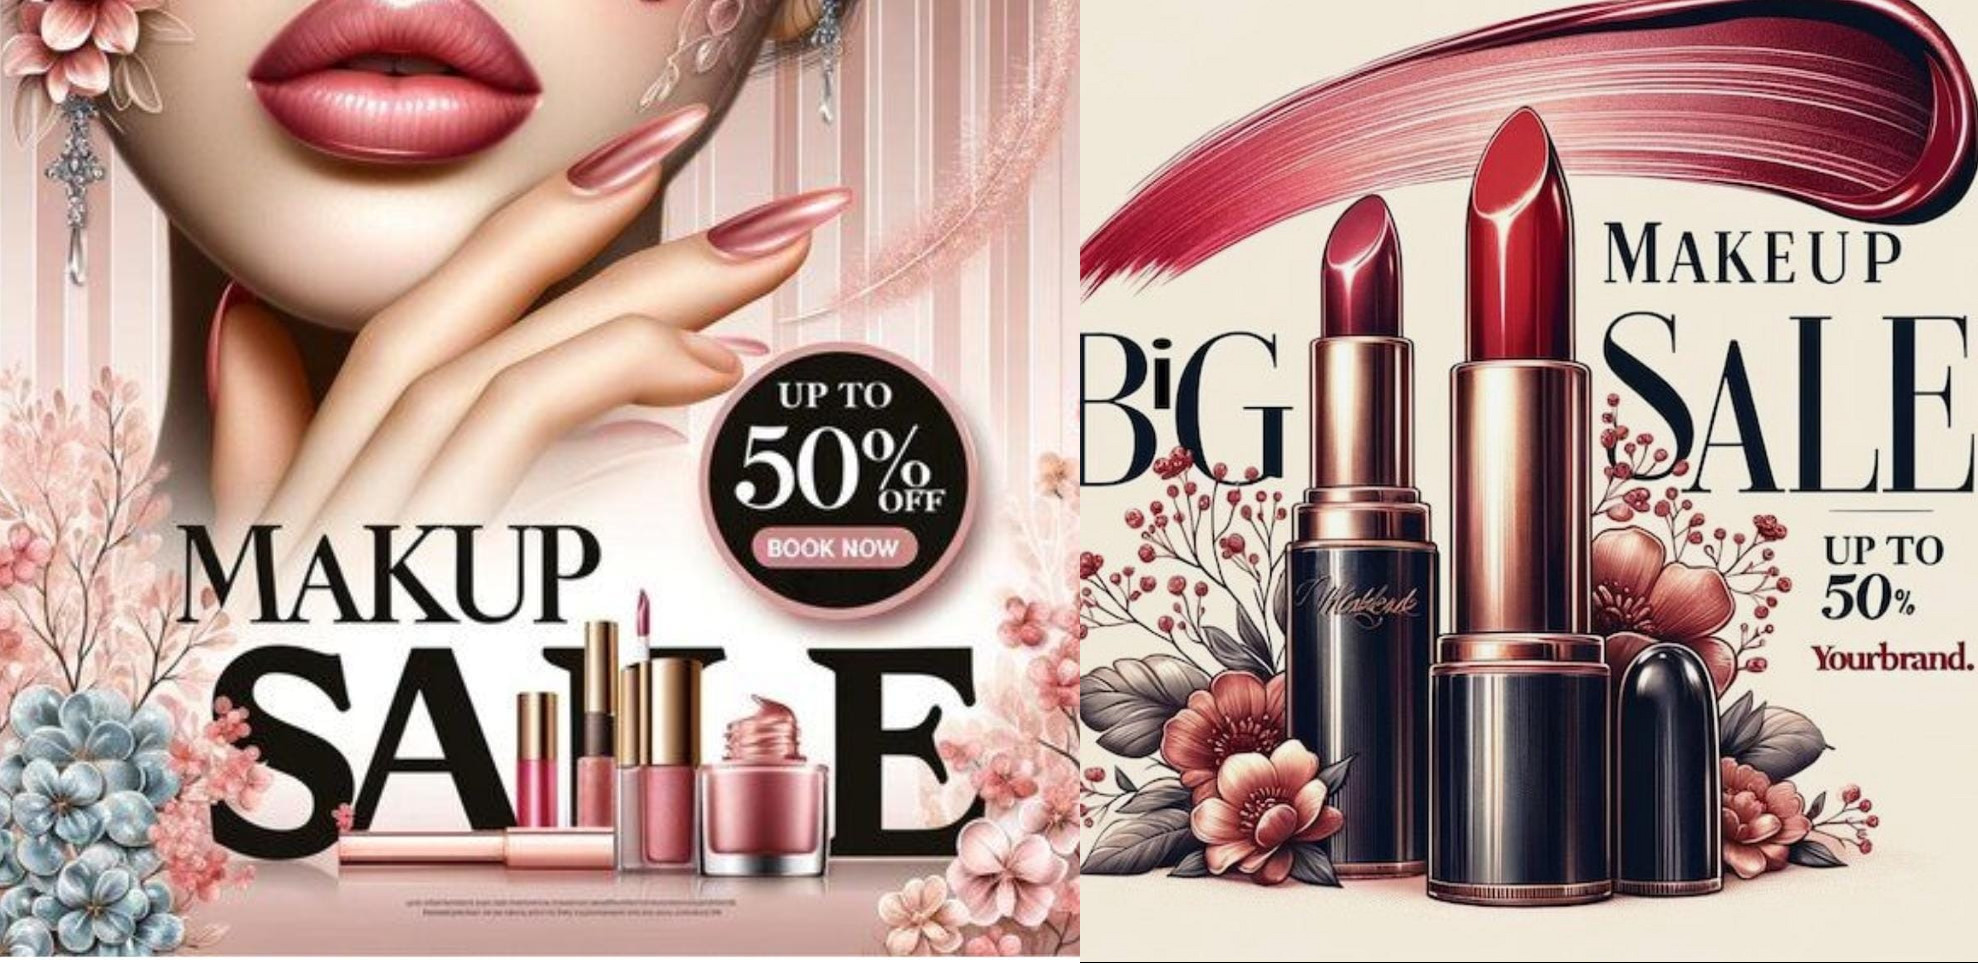 UP TO
50%
OFF
BOOK NOW
MAKUP
SALE
MAKEUP
BiG SALE
UP TO
50%
Yourbrand.